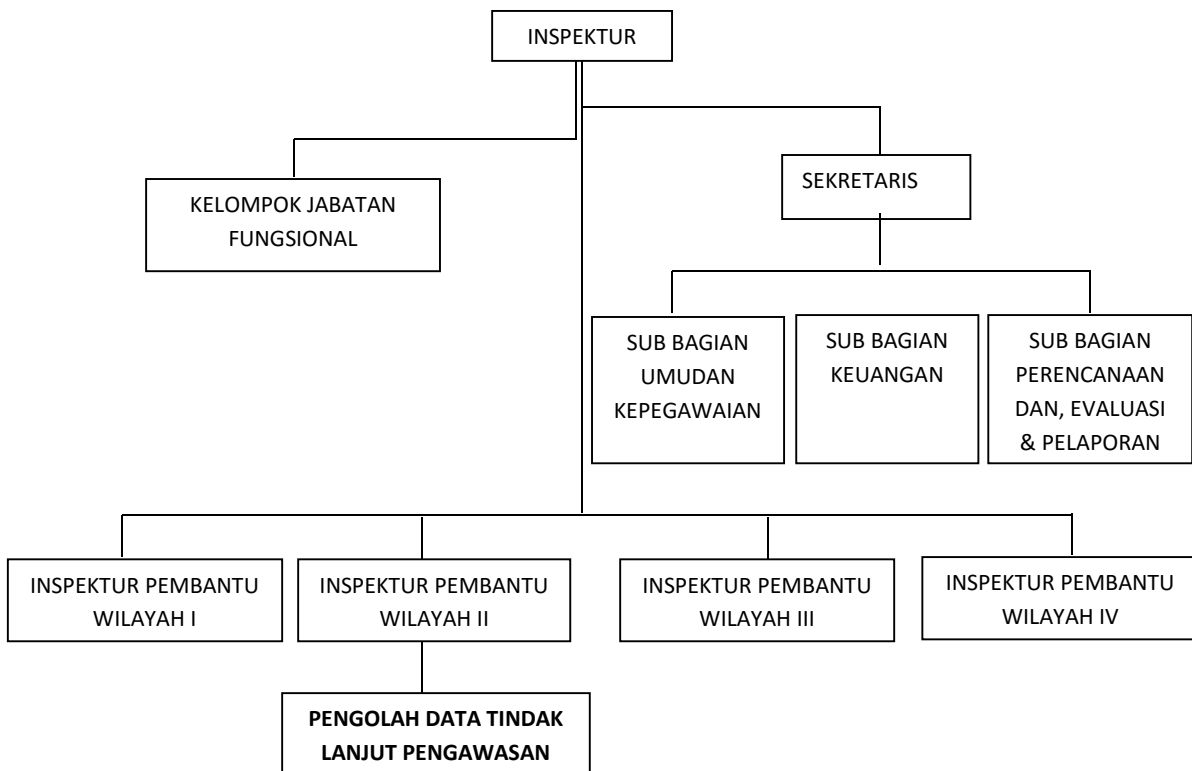 INSPEKTUR
KELOMPOK JABATAN
FUNGSIONAL
SEKRETARIS
SUB BAGIAN
UMUDAN
KEPEGAWAIAN
SUB BAGIAN
KEUANGAN
SUB BAGIAN
PERENCANAAN
DAN, EVALUASI
& PELAPORAN
INSPEKTUR PEMBANTU
WILAYAH I
INSPEKTUR PEMBANTU
WILAYAH II
INSPEKTUR PEMBANTU
WILAYAH III
INSPEKTUR PEMBANTU
WILAYAH IV
PENGOLAH DATA TINDAK
LANJUT PENGAWASAN